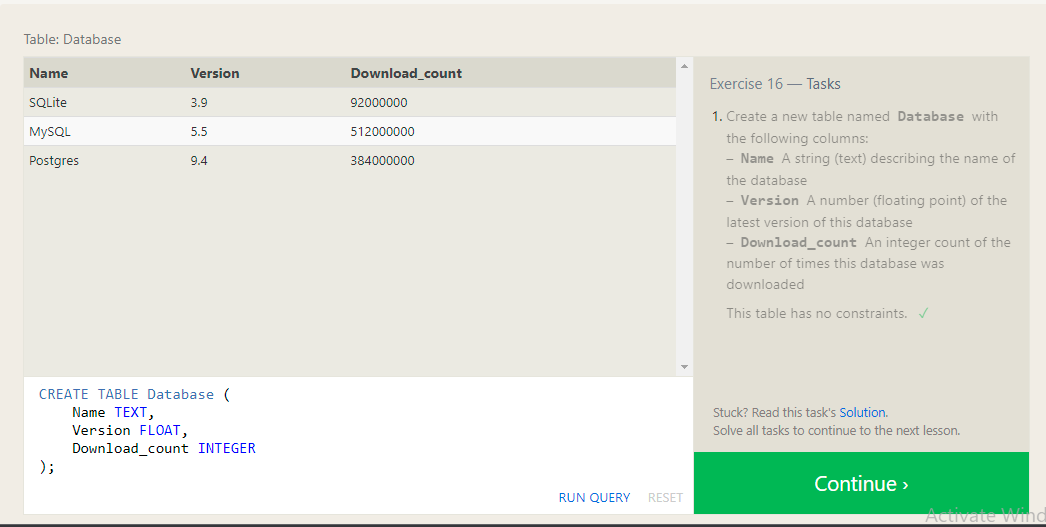 Table: Database
Name Version Download_count
SQLite 3.9 92000000
MySQL 5.5 512000000
Postgres 9.4 384000000
CREATE TABLE Database (
Name TEXT,
Version FLOAT,
Download_count INTEGER
);
RUN QUERY RESET
Exercise 16 — Tasks
1. Create a new table named Database with
the following columns:
– Name A string (text) describing the name of
the database
– Version A number (floating point) of the
latest version of this database
– Download_count An integer count of the
number of times this database was
downloaded
This table has no constraints. ✓
Stuck? Read this task's Solution.
Solve all tasks to continue to the next lesson.
Continue ›
Activate Wind